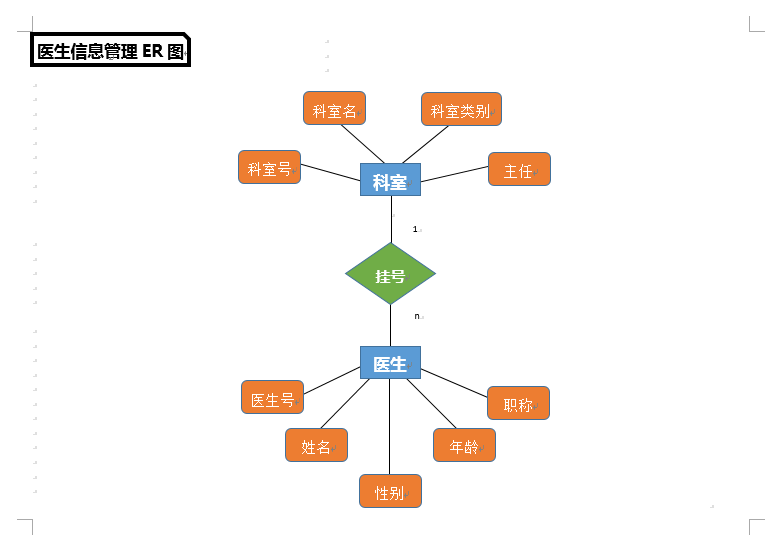 医生信息管理 ER 图
科室名
科室类别
科室号
主任
科室
1
挂号
n
医生
医生号
职称
姓名
年龄
性别